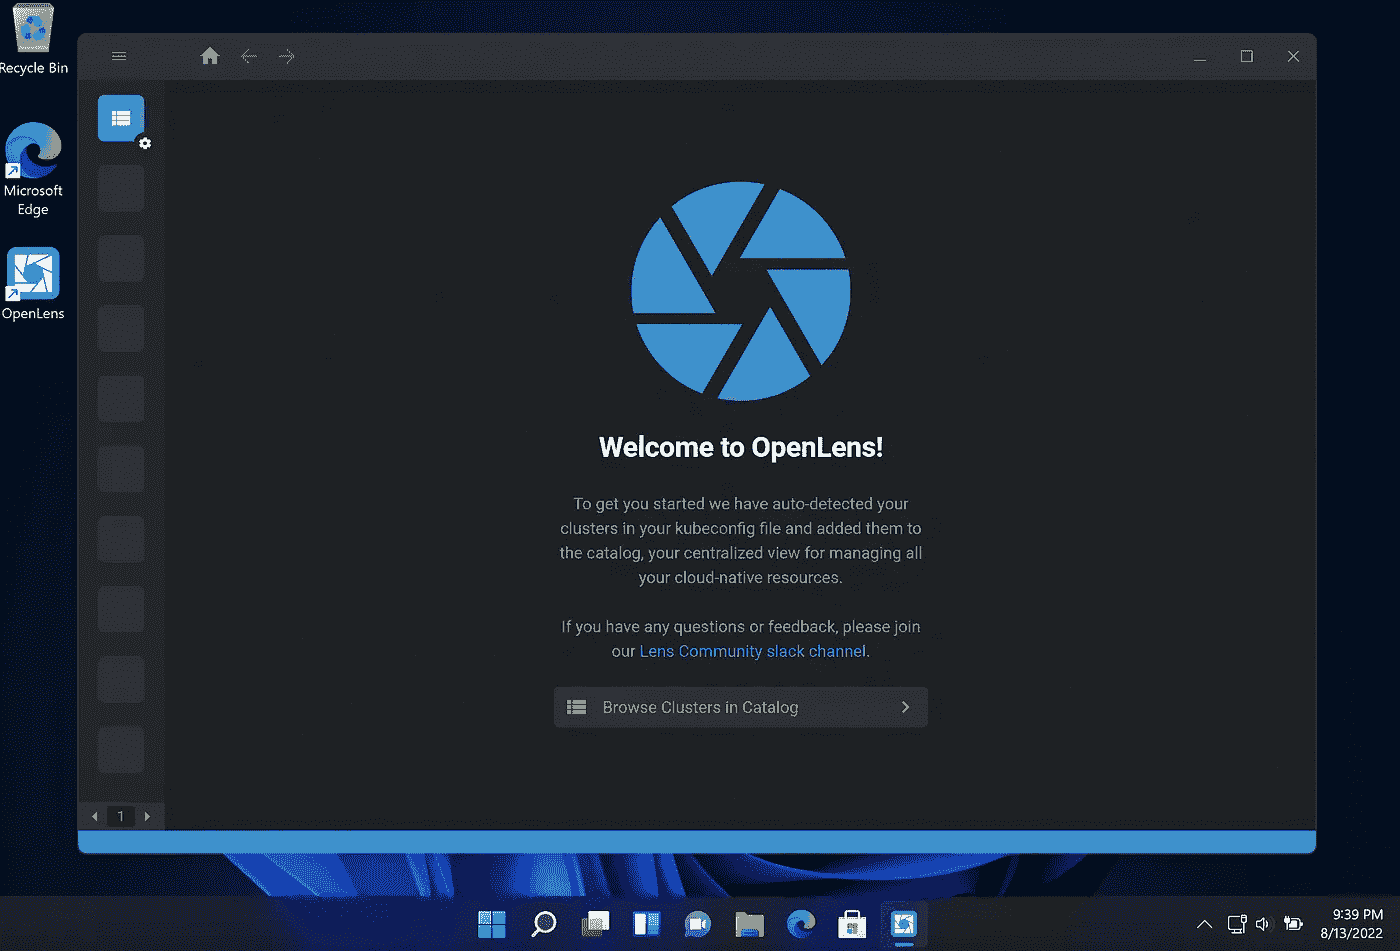 Recycle Bin
Microsoft
Edge
OpenLens
Welcome to OpenLens!
To get you started we have auto-detected your
clusters in your kubeconfig file and added them to
the catalog, your centralized view for managing all
your cloud-native resources.
If you have any questions or feedback, please join
our Lens Community slack channel.
Browse Clusters in Catalog
1
9:39 PM
8/13/2022